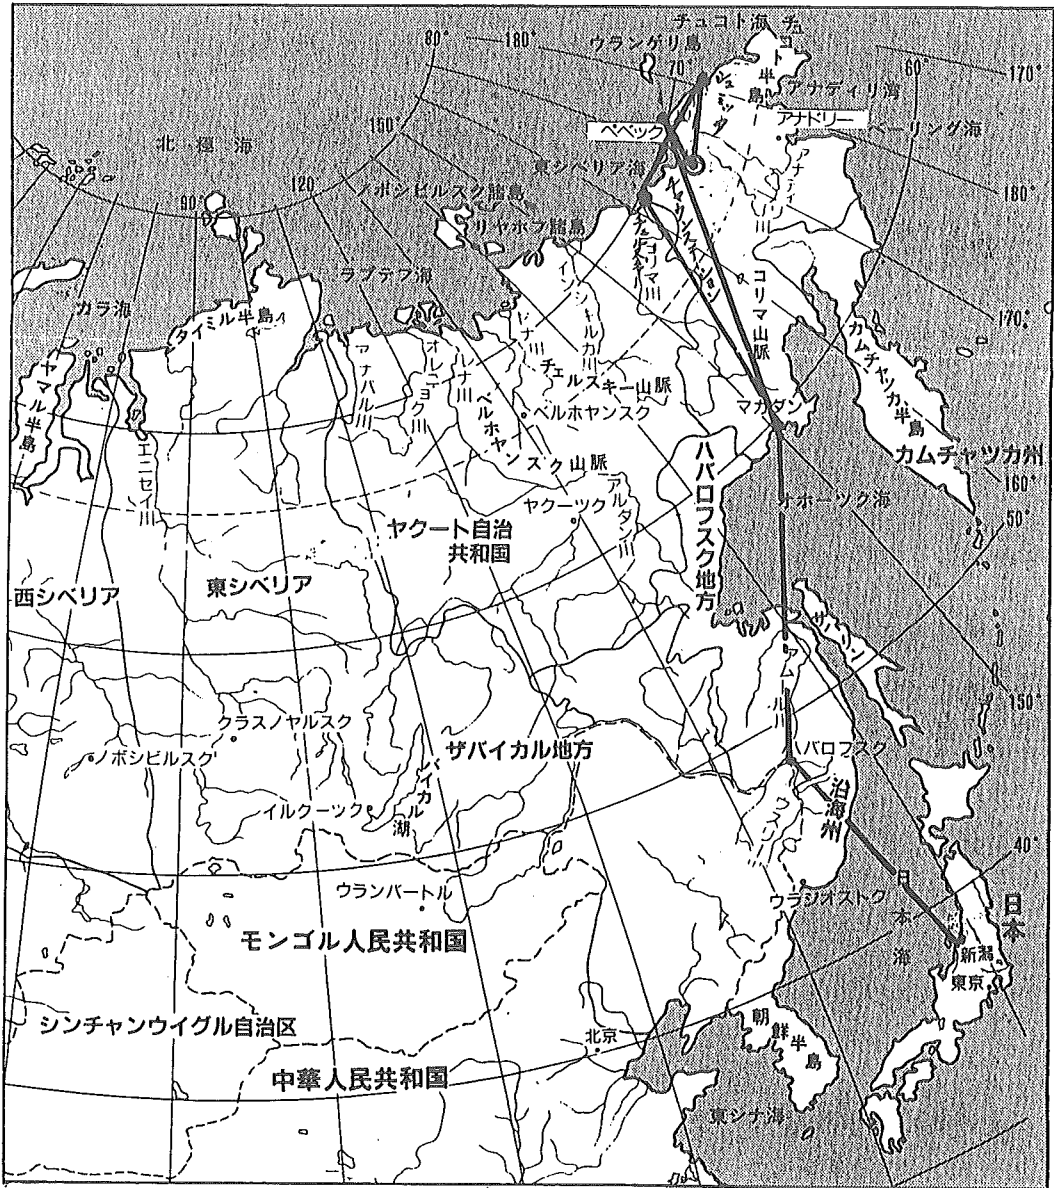 チュコト海
チュコト半島
ウランゲリ島
80°
180°
70°
60°
170°
アナディリ湾
アナドリー
ペペック
ベーリング海
150°
北極海
東シベリア海
180°
120°
ノボシビルスク諸島
90°
リヤホフ諸島
コリマ川
ラプテフ海
カラ海
タイミル半島
コリマ山脈
170°
カムチャツカ半島
ヤマル半島
アナバル川
オレニョク川
レナ川
チェルスキー山脈
ベルホヤンスク
マガダン
ベルホヤンスク山脈
カムチャツカ州
エニセイ川
160°
アルダン川
ヤクーツク
オホーツク海
50°
ハバロフスク地方
ヤクート自治
共和国
西シベリア
東シベリア
サハリン
アムール川
150°
クラスノヤルスク
ザバイカル地方
ノボシビルスク
ハバロフスク
バイカル湖
イルクーツク
沿海州
ウスリー川
40°
ウランバートル
ウラジオストク
日本海
日本
モンゴル人民共和国
新潟
東京
シンチャンウイグル自治区
朝鮮半島
北京
中華人民共和国
東シナ海